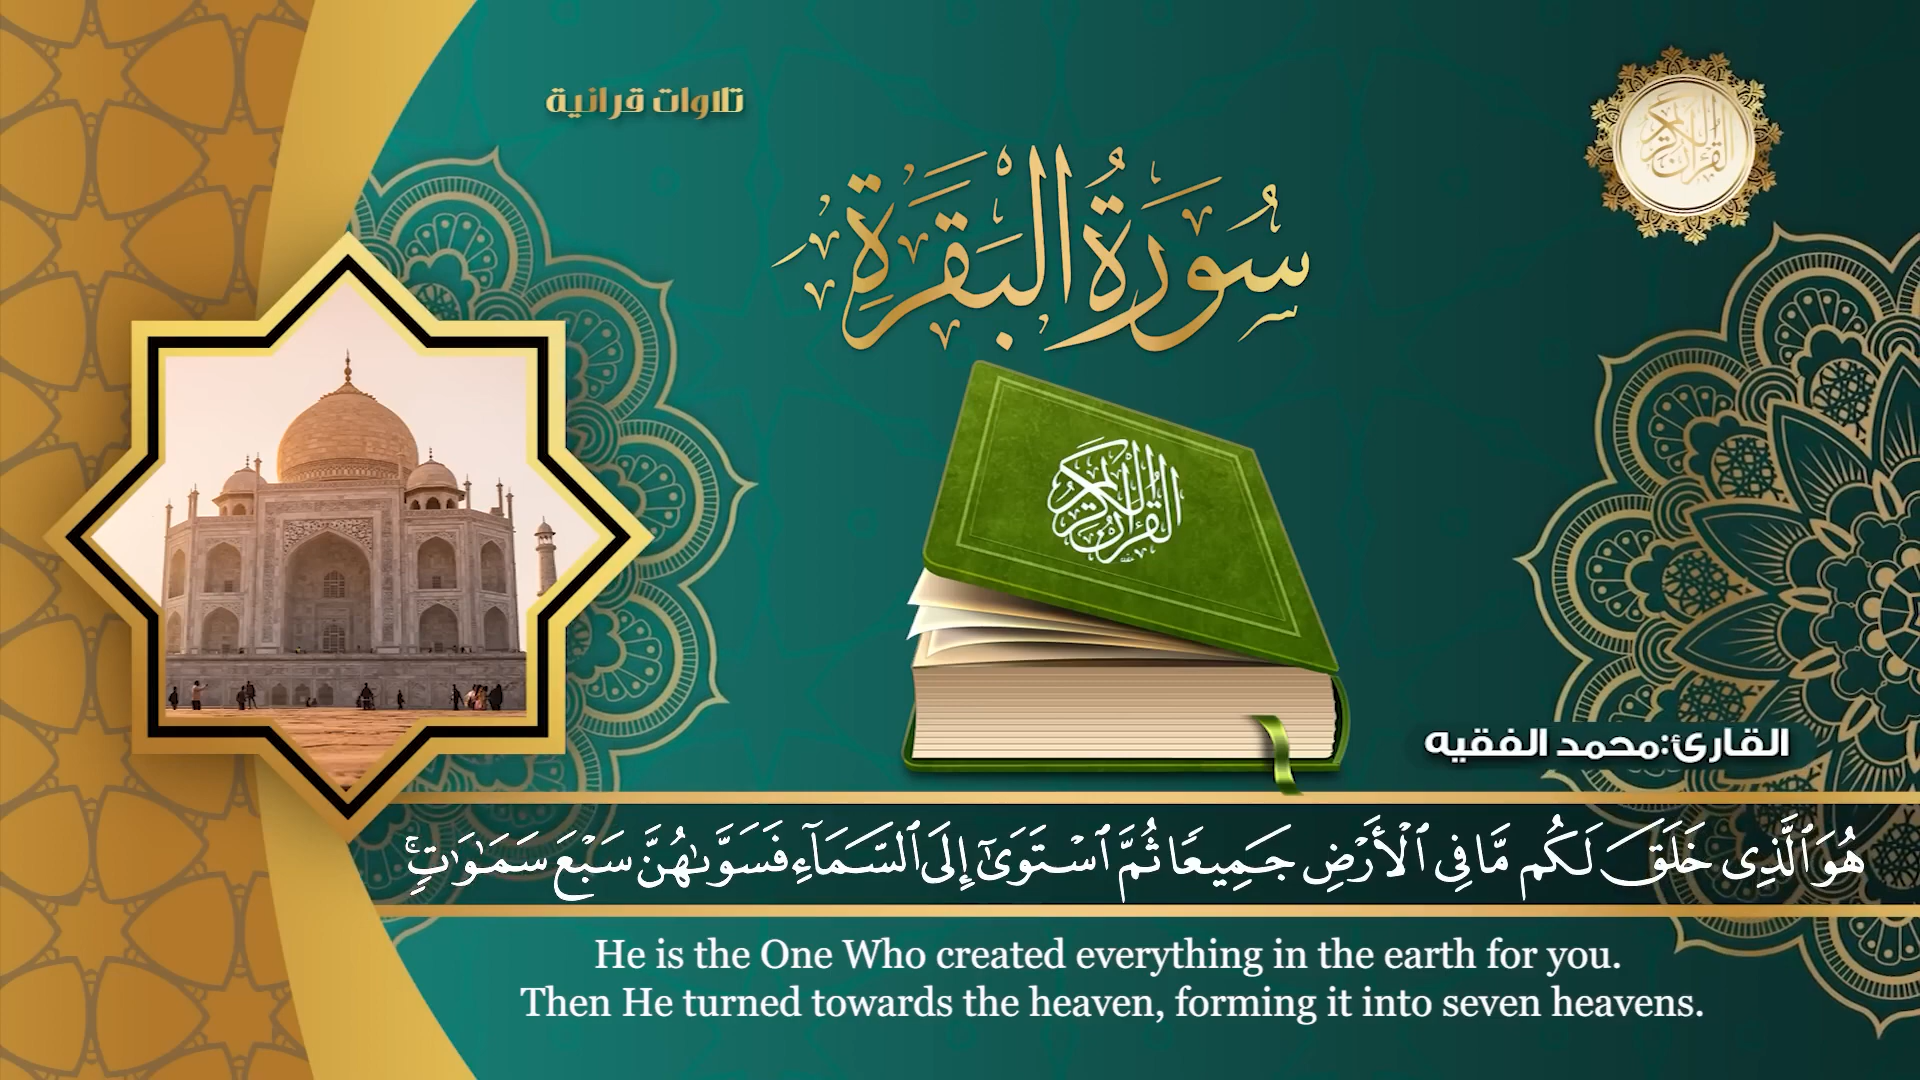 تلاوات قرانية
القرآن الكريم
سُورَةُ البَقَرَةِ
القرآن الكريم
القارئ:محمد الفقيه
هُوَ ٱلَّذِى خَلَقَ لَكُم مَّا فِى ٱلْأَرْضِ جَمِيعًا ثُمَّ ٱسْتَوَىٰٓ إِلَى ٱلسَّمَآءِ فَسَوَّىٰهُنَّ سَبْعَ سَمَٰوَٰتٍۢ ۚ
He is the One Who created everything in the earth for you.
Then He turned towards the heaven, forming it into seven heavens.